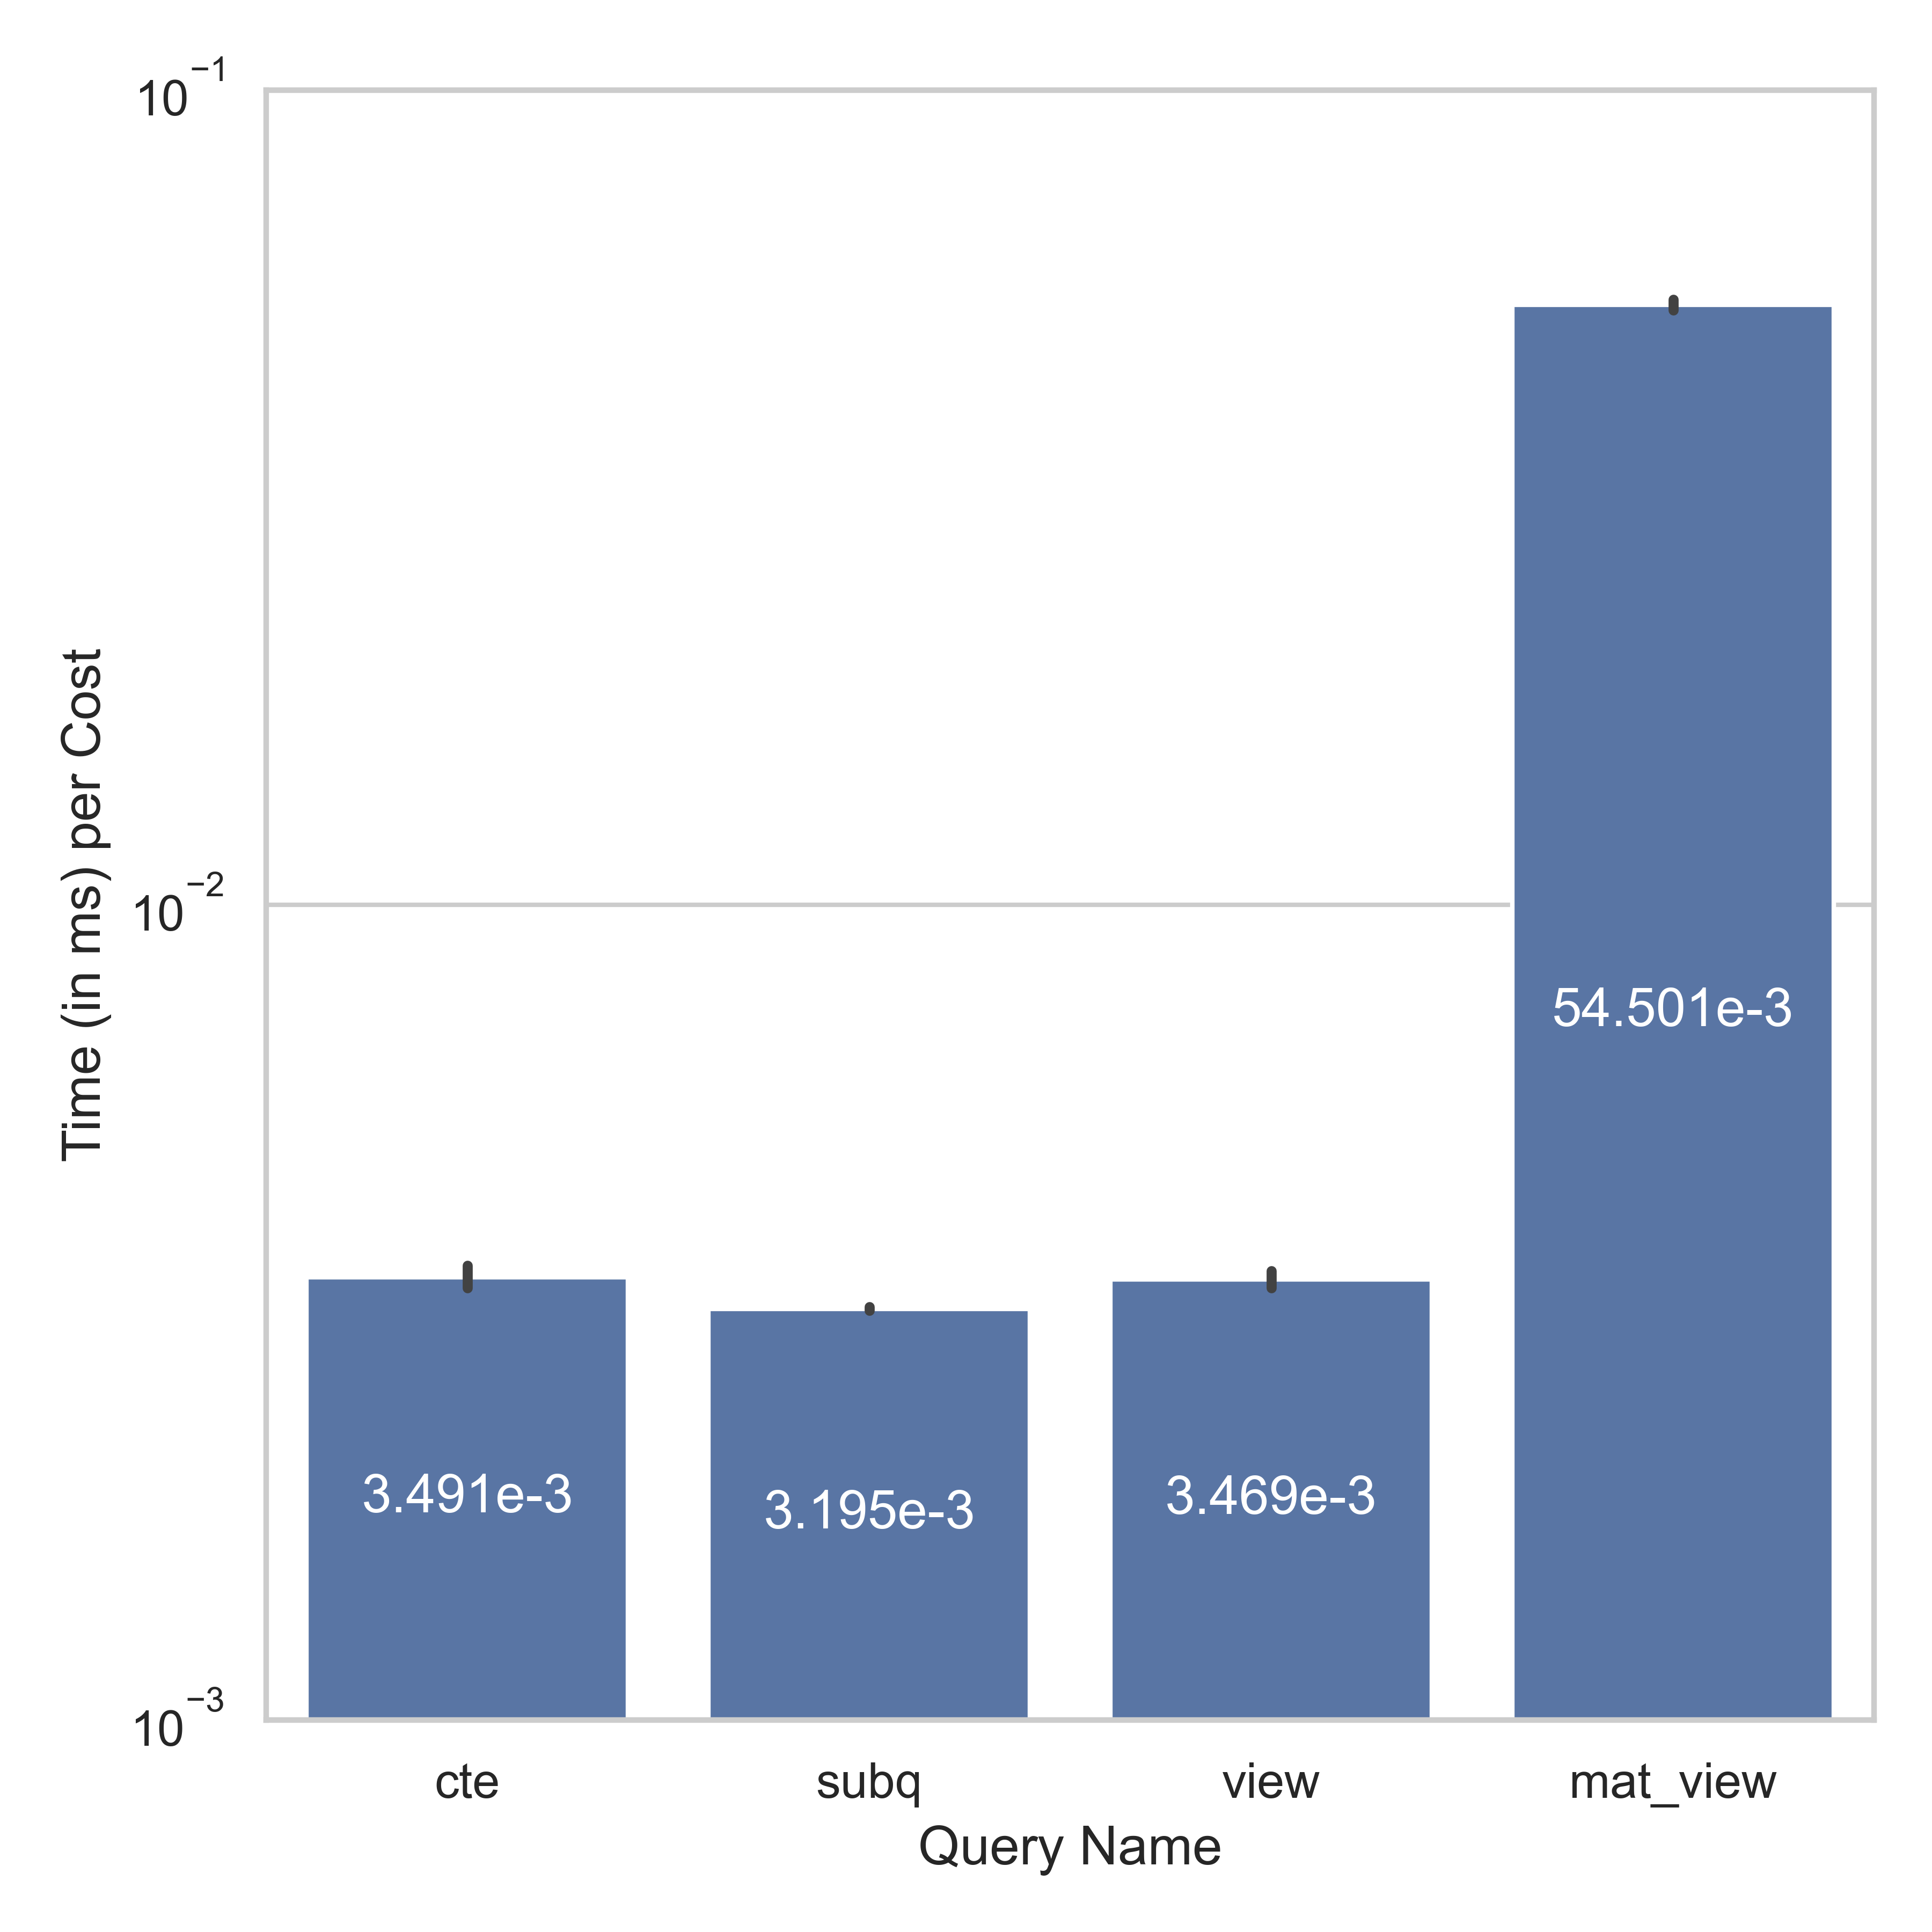 10⁻¹
10⁻²
10⁻³
Time (in ms) per Cost
54.501e-3
3.491e-3
3.195e-3
3.469e-3
cte
subq
view
mat_view
Query Name